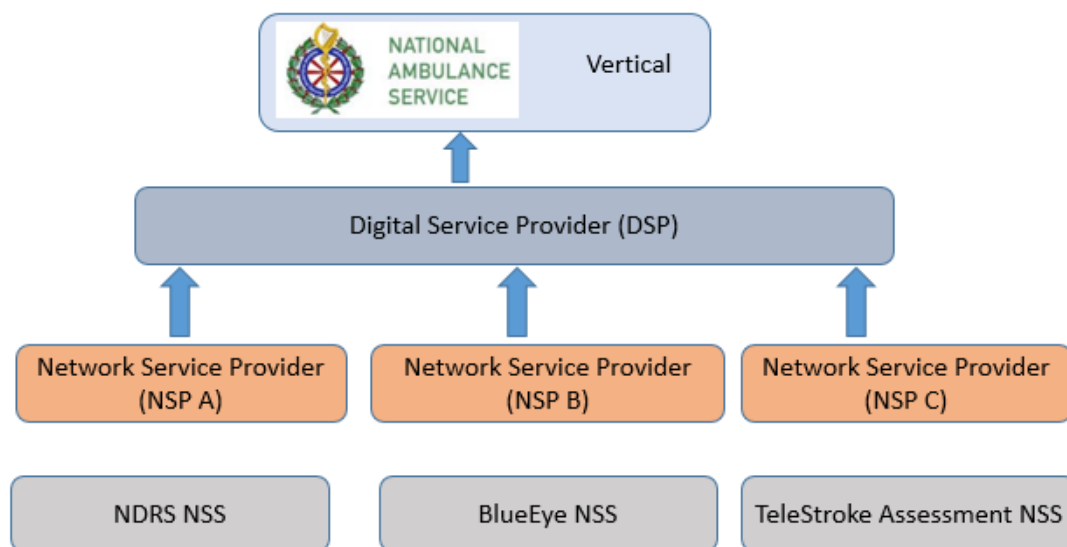 NATIONAL
AMBULANCE
SERVICE
Vertical
Digital Service Provider (DSP)
Network Service Provider
(NSP A)
Network Service Provider
(NSP B)
Network Service Provider
(NSP C)
NDRS NSS
BlueEye NSS
TeleStroke Assessment NSS